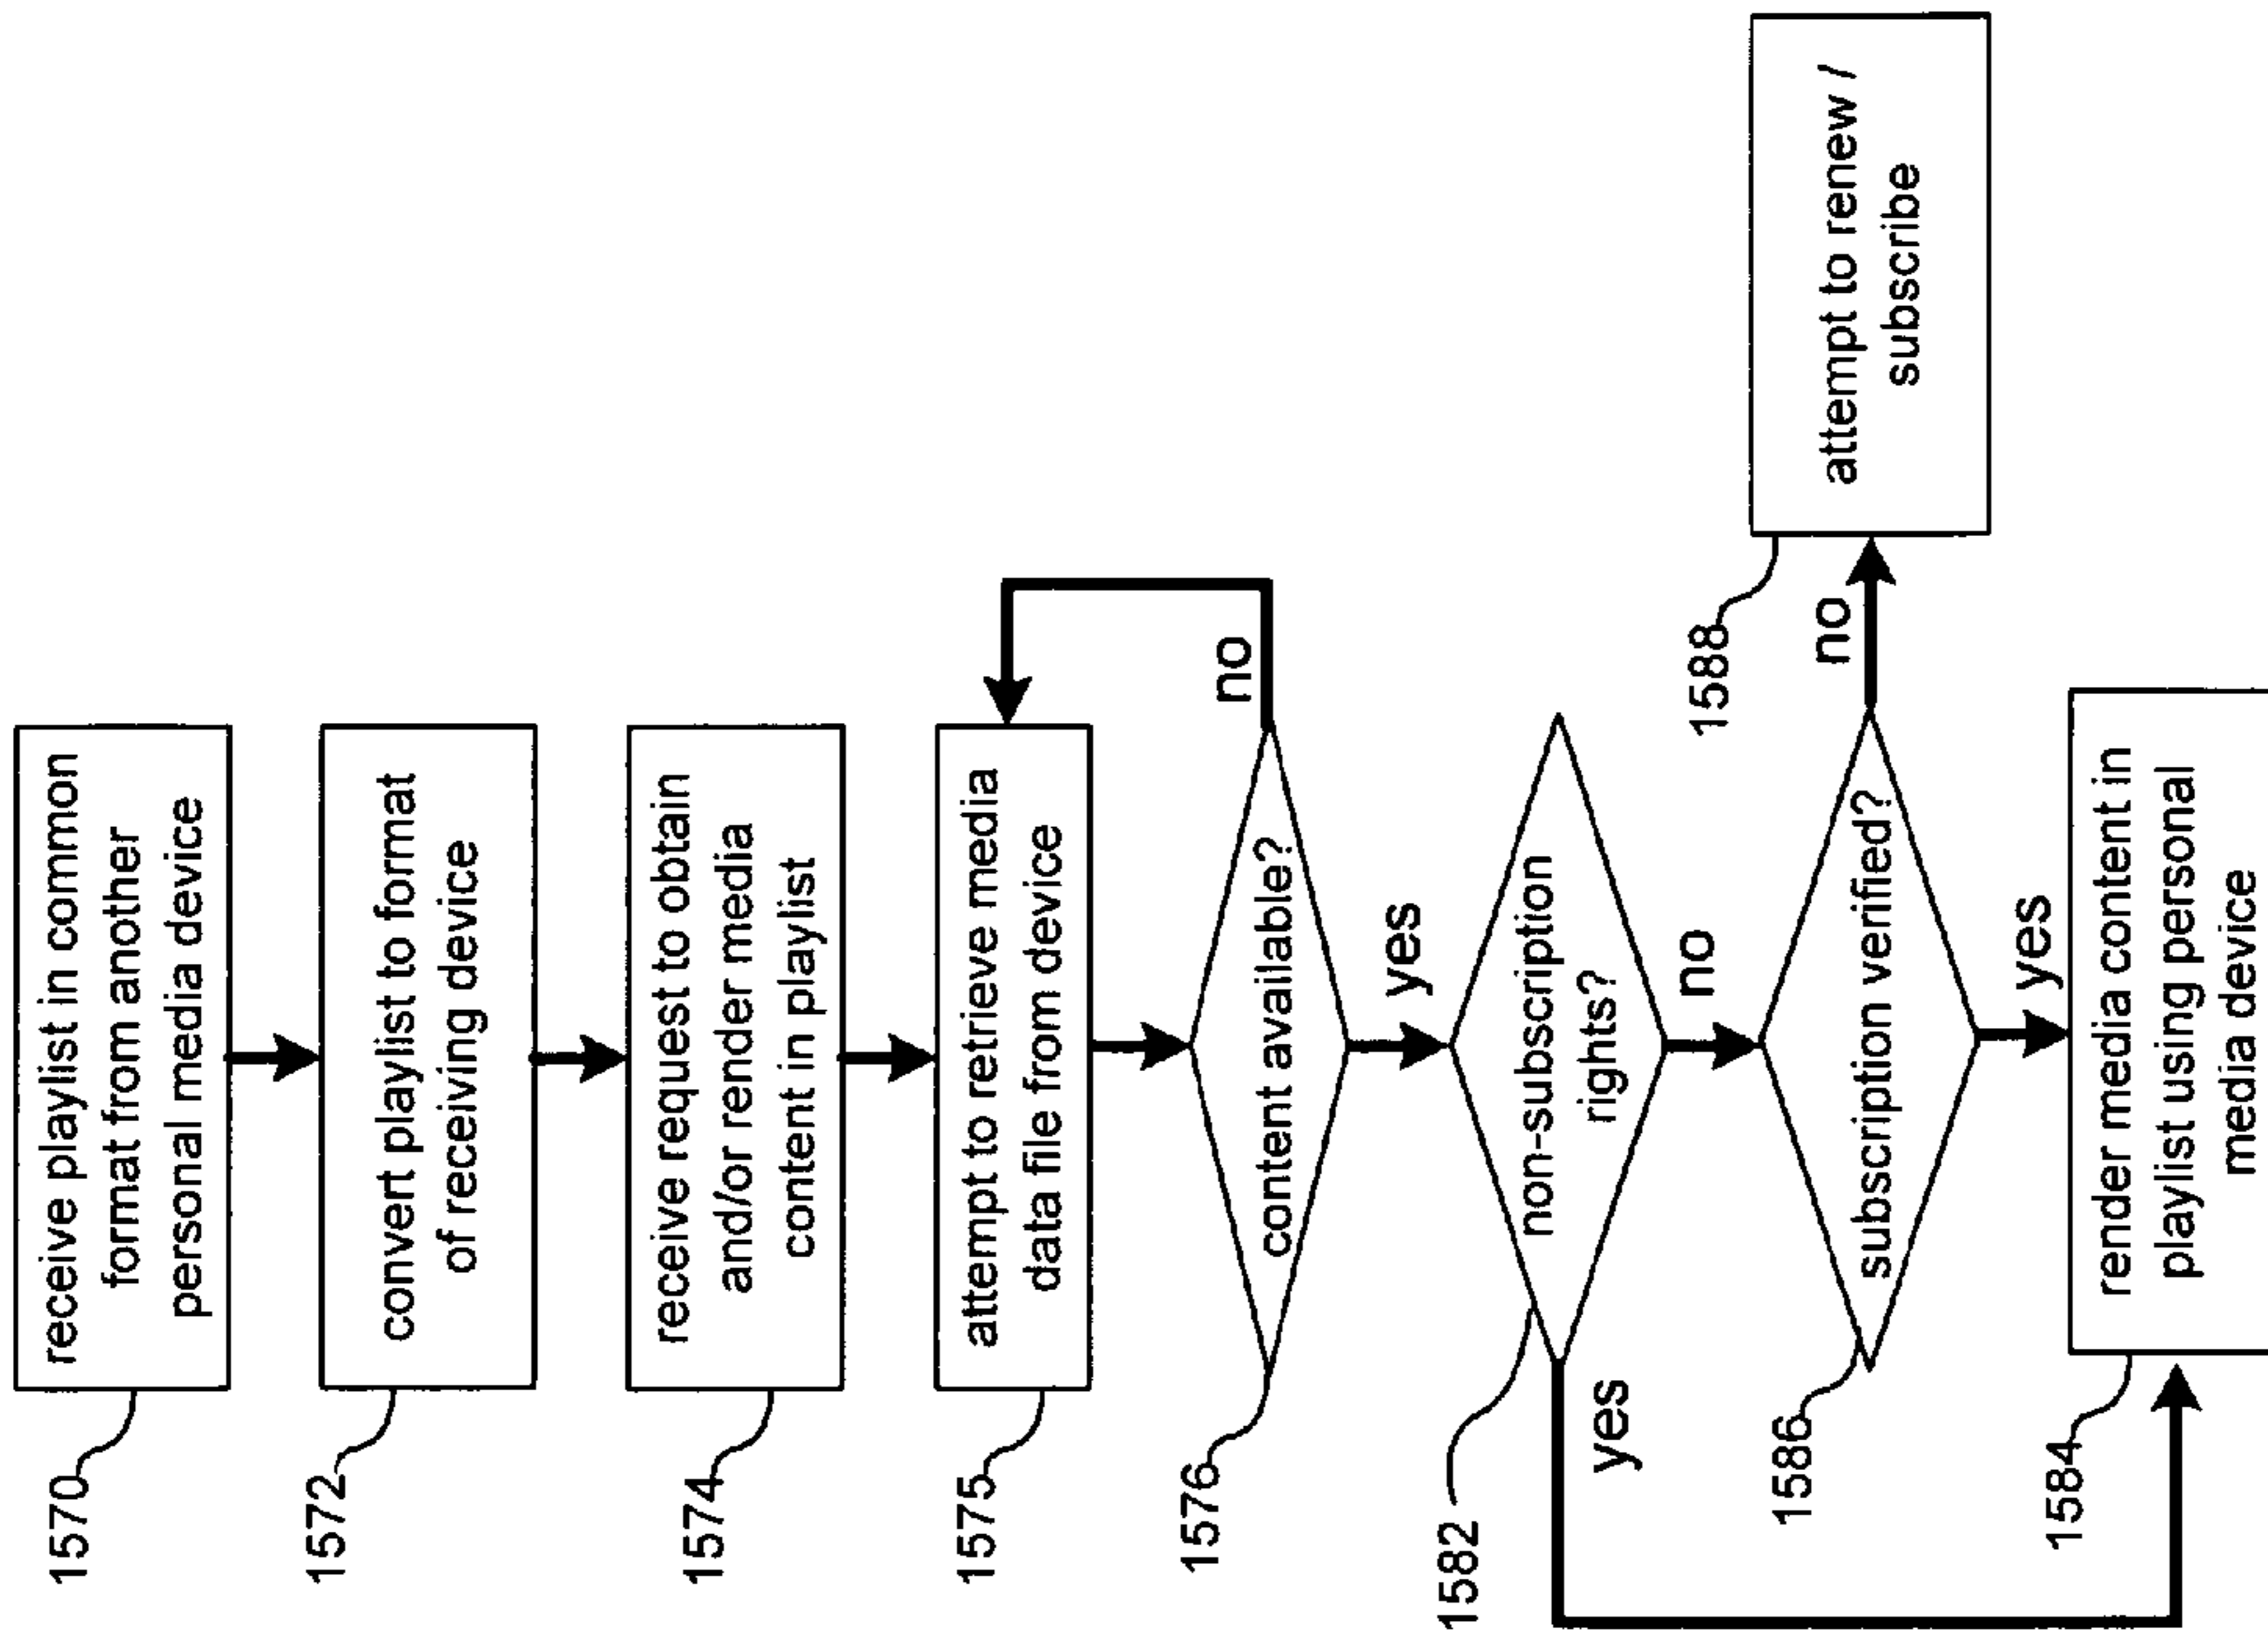 1570
receive playlist in common
format from another
personal media device
1572
convert playlist to format
of receiving device
1574
receive request to obtain
and/or render media
content in playlist
1575
attempt to retrieve media
data file from device
1576
content available?
no
yes
1582
non-subscription
rights?
yes
no
1586
subscription verified?
no
1588
attempt to renew /
subscribe
yes
1584
render media content in
playlist using personal
media device